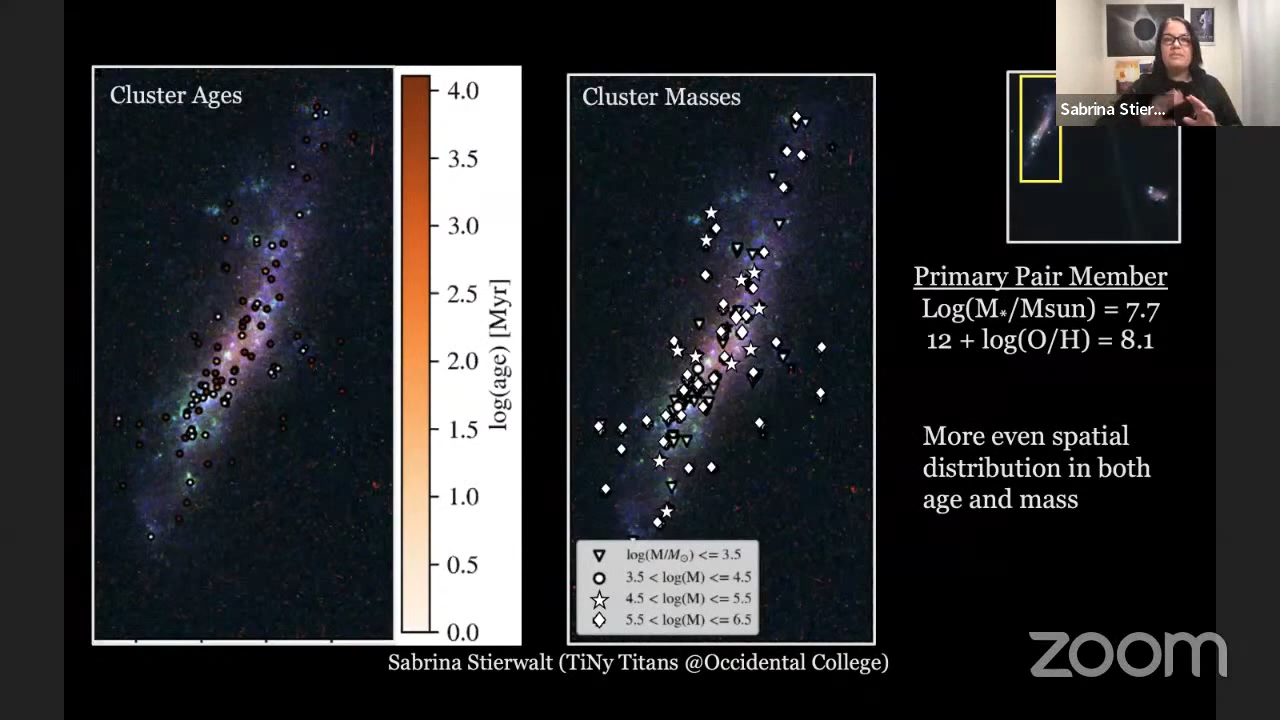 Cluster Ages
4.0
3.5
3.0
2.5
2.0
1.5
1.0
0.5
0.0
log(age) [Myr]
Cluster Masses
log(M/M⊙) <= 3.5
3.5 < log(M) <= 4.5
4.5 < log(M) <= 5.5
5.5 < log(M) <= 6.5
Sabrina Stier...
Primary Pair Member
Log(M*/Msun) = 7.7
12 + log(O/H) = 8.1
More even spatial
distribution in both
age and mass
Sabrina Stierwalt (TiNy Titans @Occidental College)
zoom